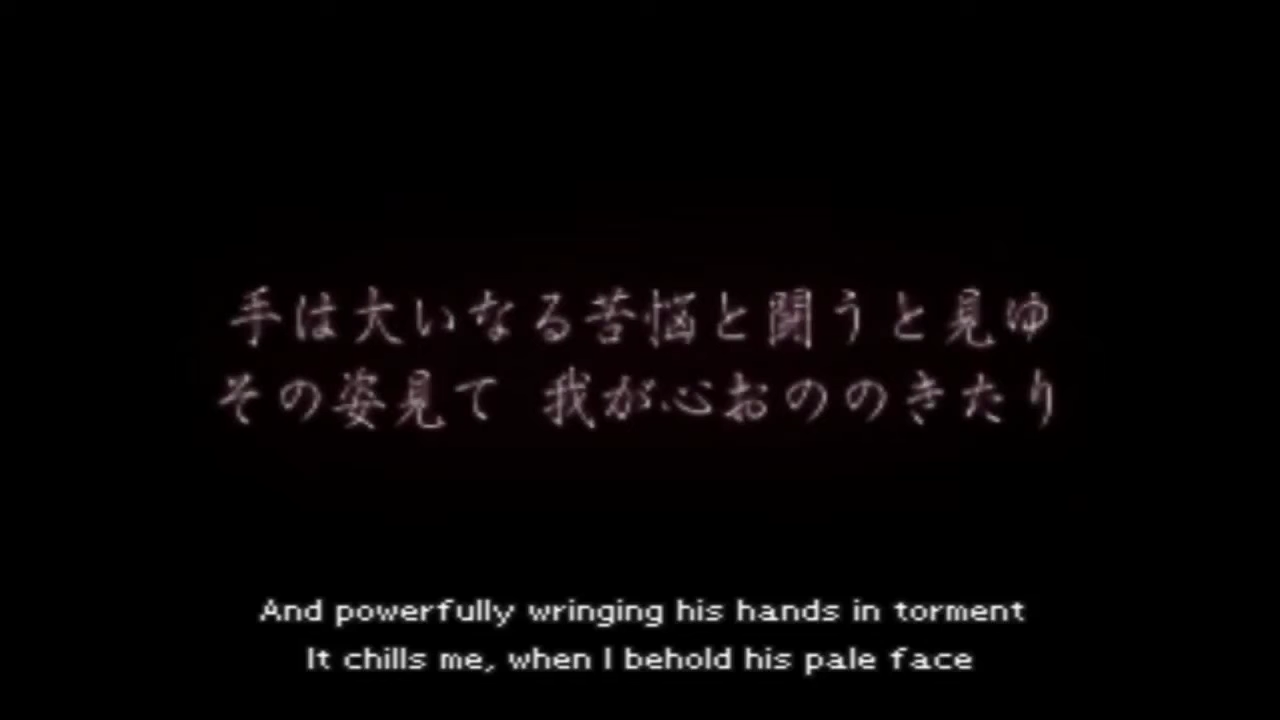 手は大いなる苦悩と闘うと見ゆ
その姿見て 我が心おののきたり
And powerfully wringing his hands in torment
It chills me, when I behold his pale face